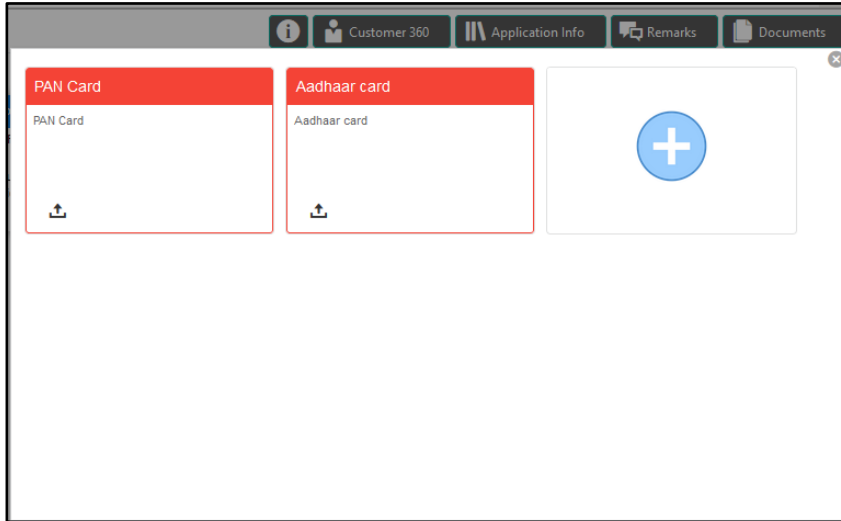 Customer 360
Application Info
Remarks
Documents
PAN Card
Aadhaar card
PAN Card
Aadhaar card